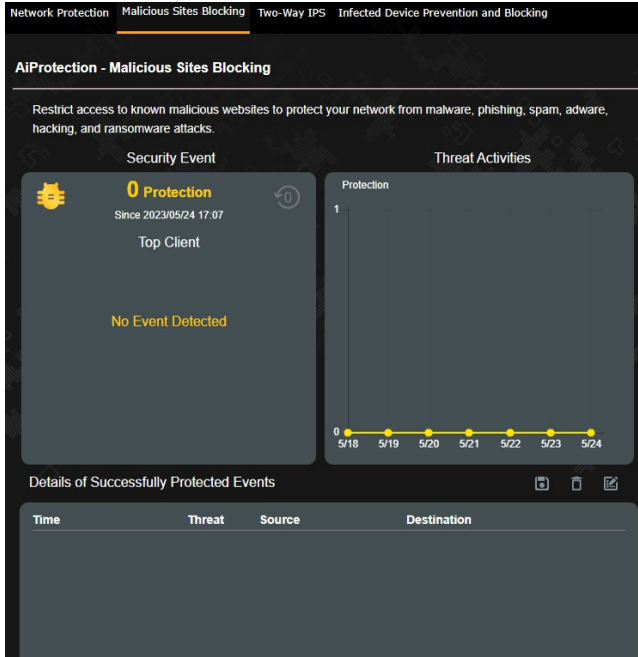 Network Protection Malicious Sites Blocking Two-Way IPS Infected Device Prevention and Blocking
AiProtection - Malicious Sites Blocking
Restrict access to known malicious websites to protect your network from malware, phishing, spam, adware,
hacking, and ransomware attacks.
Security Event
0 Protection
0
Since 2023/05/24 17:07
Top Client
No Event Detected
Threat Activities
Protection
1
0
5/18 5/19 5/20 5/21 5/22 5/23 5/24
Details of Successfully Protected Events
Time Threat Source Destination